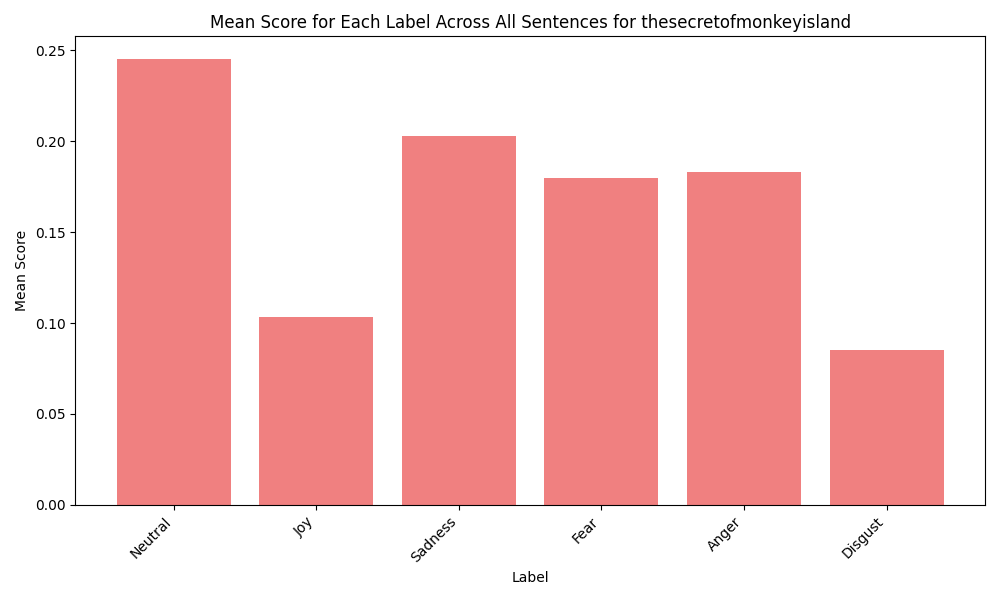 Mean Score for Each Label Across All Sentences for thesecretofmonkeyisland
Mean Score
0.25
0.20
0.15
0.10
0.05
0.00
Neutral
Joy
Sadness
Fear
Anger
Disgust
Label